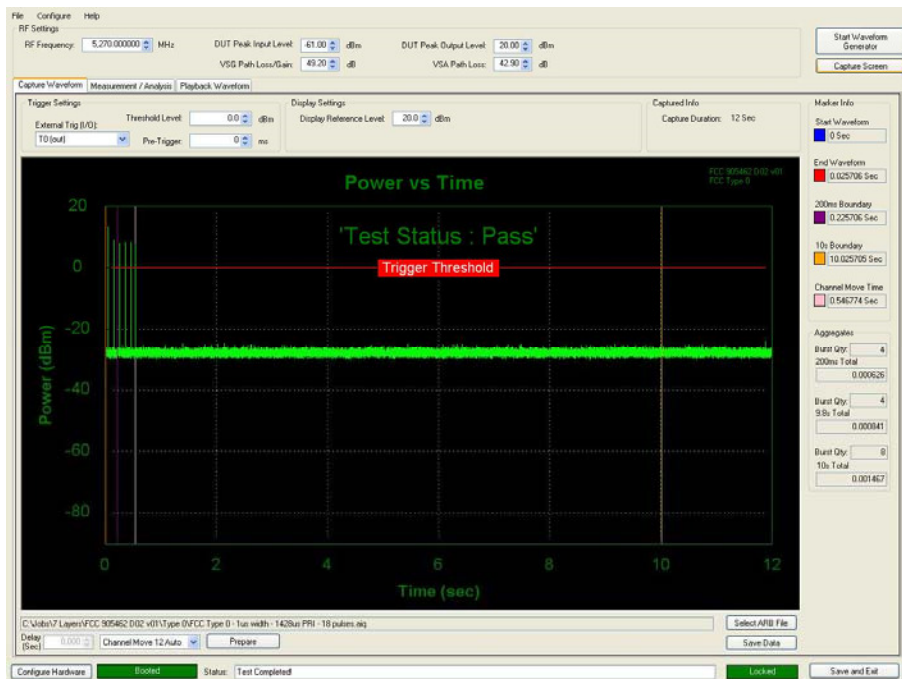 File Configure Help
RF Settings
RF Frequency: 5,270.000000 MHz DUT Peak Input Level: -61.00 dBm DUT Peak Output Level: 20.00 dBm
VSG Path Loss/Gain: 49.20 dB VSA Path Loss: 42.90 dB
Start Waveform Generator
Capture Screen
Capture Waveform Measurement / Analysis Playback Waveform
Trigger Settings
External Trig (I/O):
T0 (out)
Threshold Level: 0.0 dBm
Pre-Trigger: 0 ms
Display Settings
Display Reference Level: 20.0 dBm
Captured Info
Capture Duration: 12 Sec
Power vs Time
FCC 905462 D02 v01
FCC Type 0
'Test Status : Pass'
Trigger Threshold
Power (dBm)
20
0
-20
-40
-60
-80
0 2 4 6 8 10 12
Time (sec)
Marker Info
Start Waveform
0 Sec
End Waveform
0.025706 Sec
200ms Boundary
0.225706 Sec
10s Boundary
10.025705 Sec
Channel Move Time
0.546774 Sec
Aggregates
Burst Qty: 4
200ms Total
0.000626
Burst Qty: 4
9.8s Total
0.000841
Burst Qty: 8
10s Total
0.001467
C:\Jobs\7 Layers\FCC 905462 D02 v01\Type 0\FCC Type 0 - 1us width - 1428us PRI - 18 pulses.aiq
Select ARB File
Delay (Sec) 0.000 Channel Move 12 Auto Prepare
Save Data
Configure Hardware Booted Status: Test Completed! Locked Save and Exit